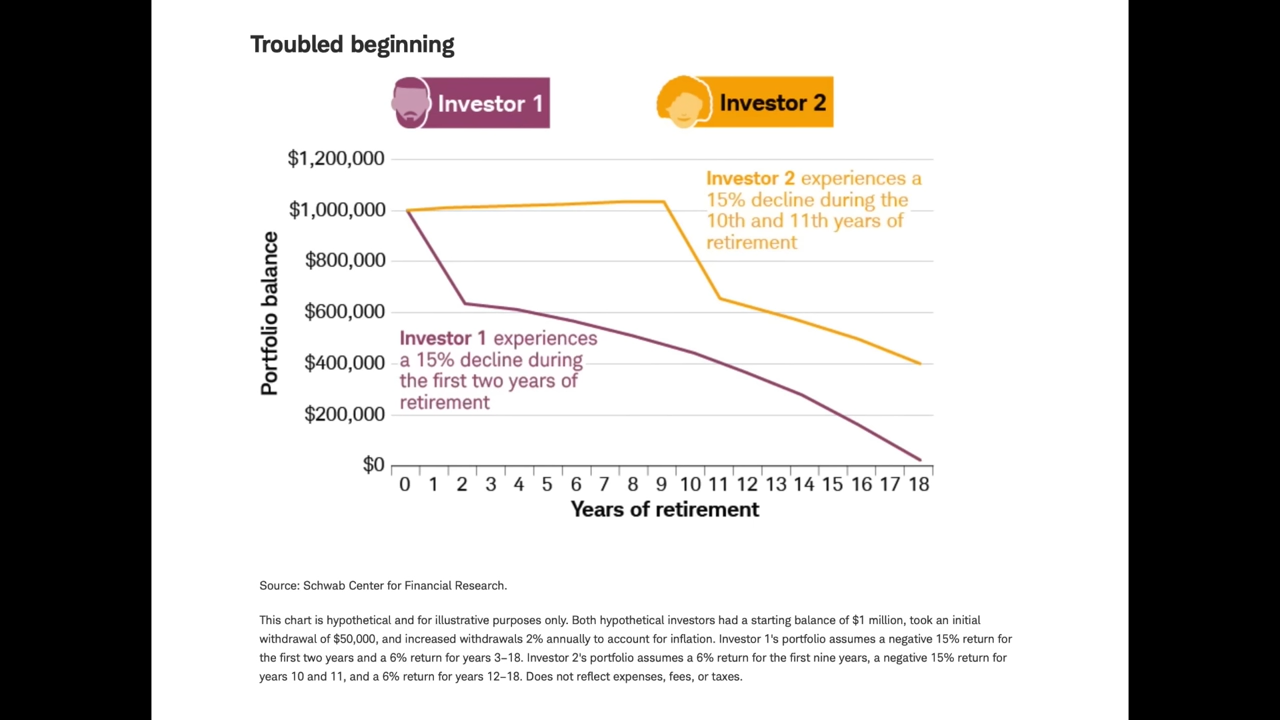 Troubled beginning
Investor 1
Investor 2
$1,200,000
$1,000,000
$800,000
$600,000
$400,000
$200,000
$0
Portfolio balance
Investor 2 experiences a
15% decline during the
10th and 11th years of
retirement
Investor 1 experiences
a 15% decline during
the first two years of
retirement
0 1 2 3 4 5 6 7 8 9 10 11 12 13 14 15 16 17 18
Years of retirement
Source: Schwab Center for Financial Research.
This chart is hypothetical and for illustrative purposes only. Both hypothetical investors had a starting balance of $1 million, took an initial
withdrawal of $50,000, and increased withdrawals 2% annually to account for inflation. Investor 1's portfolio assumes a negative 15% return for
the first two years and a 6% return for years 3–18. Investor 2's portfolio assumes a 6% return for the first nine years, a negative 15% return for
years 10 and 11, and a 6% return for years 12–18. Does not reflect expenses, fees, or taxes.